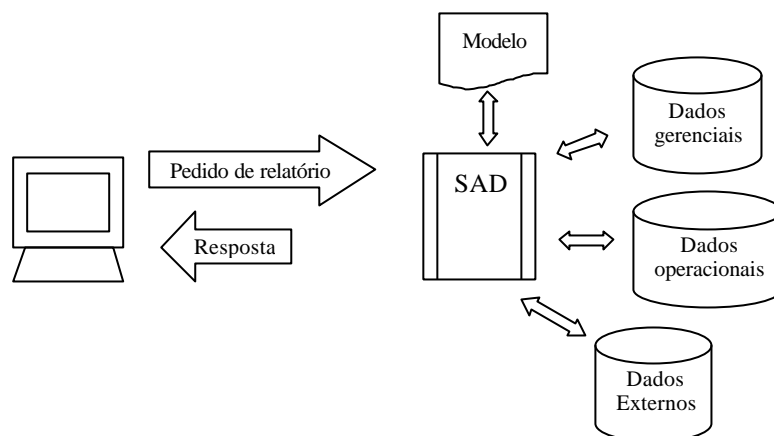 Modelo
Dados
gerenciais
Pedido de relatório
SAD
Resposta
Dados
operacionais
Dados
Externos